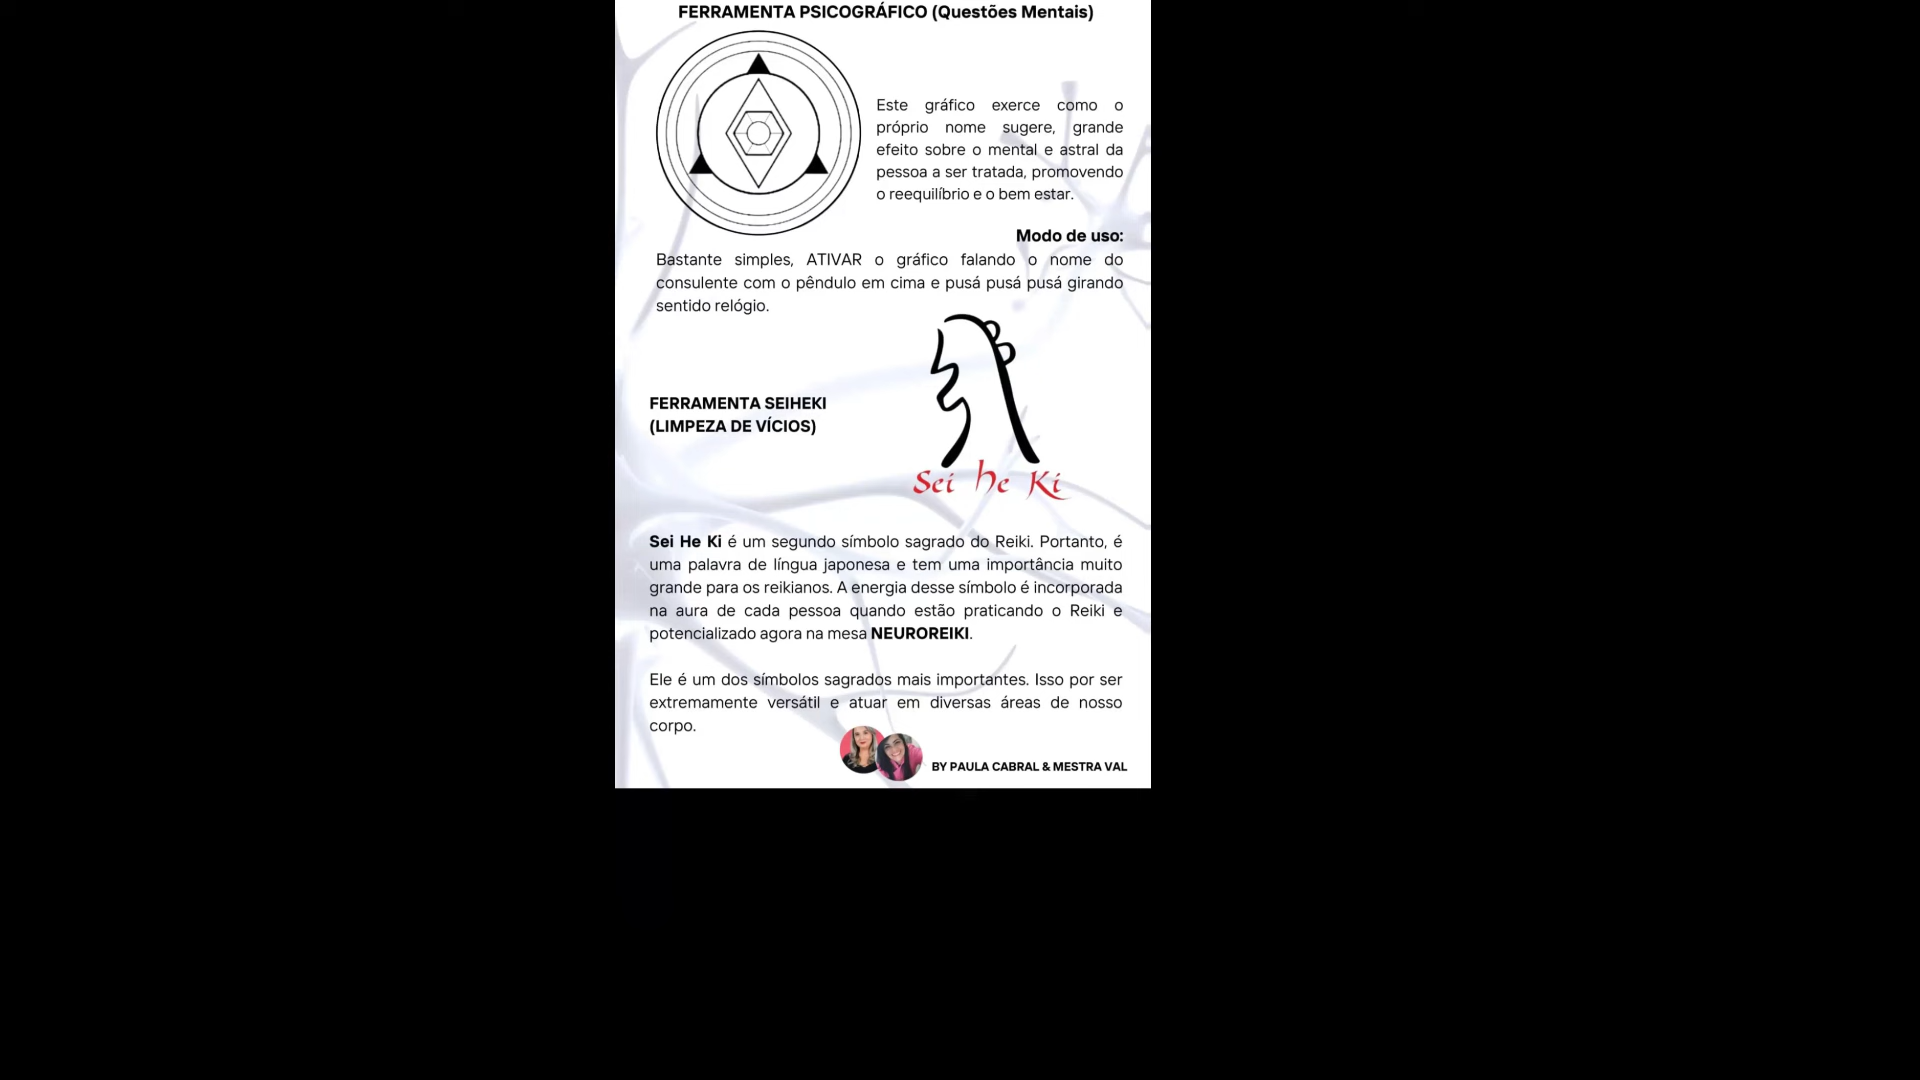 FERRAMENTA PSICOGRÁFICO (Questões Mentais)
Este gráfico exerce como o
próprio nome sugere, grande
efeito sobre o mental e astral da
pessoa a ser tratada, promovendo
o reequilíbrio e o bem estar.
Modo de uso:
Bastante simples, ATIVAR o gráfico falando o nome do
consulente com o pêndulo em cima e pusá pusá pusá girando
sentido relógio.
FERRAMENTA SEIHEKI
(LIMPEZA DE VÍCIOS)
Sei he Ki
Sei He Ki é um segundo símbolo sagrado do Reiki. Portanto, é
uma palavra de língua japonesa e tem uma importância muito
grande para os reikianos. A energia desse símbolo é incorporada
na aura de cada pessoa quando estão praticando o Reiki e
potencializado agora na mesa NEUROREIKI.
Ele é um dos símbolos sagrados mais importantes. Isso por ser
extremamente versátil e atuar em diversas áreas de nosso
corpo.
BY PAULA CABRAL & MESTRA VAL